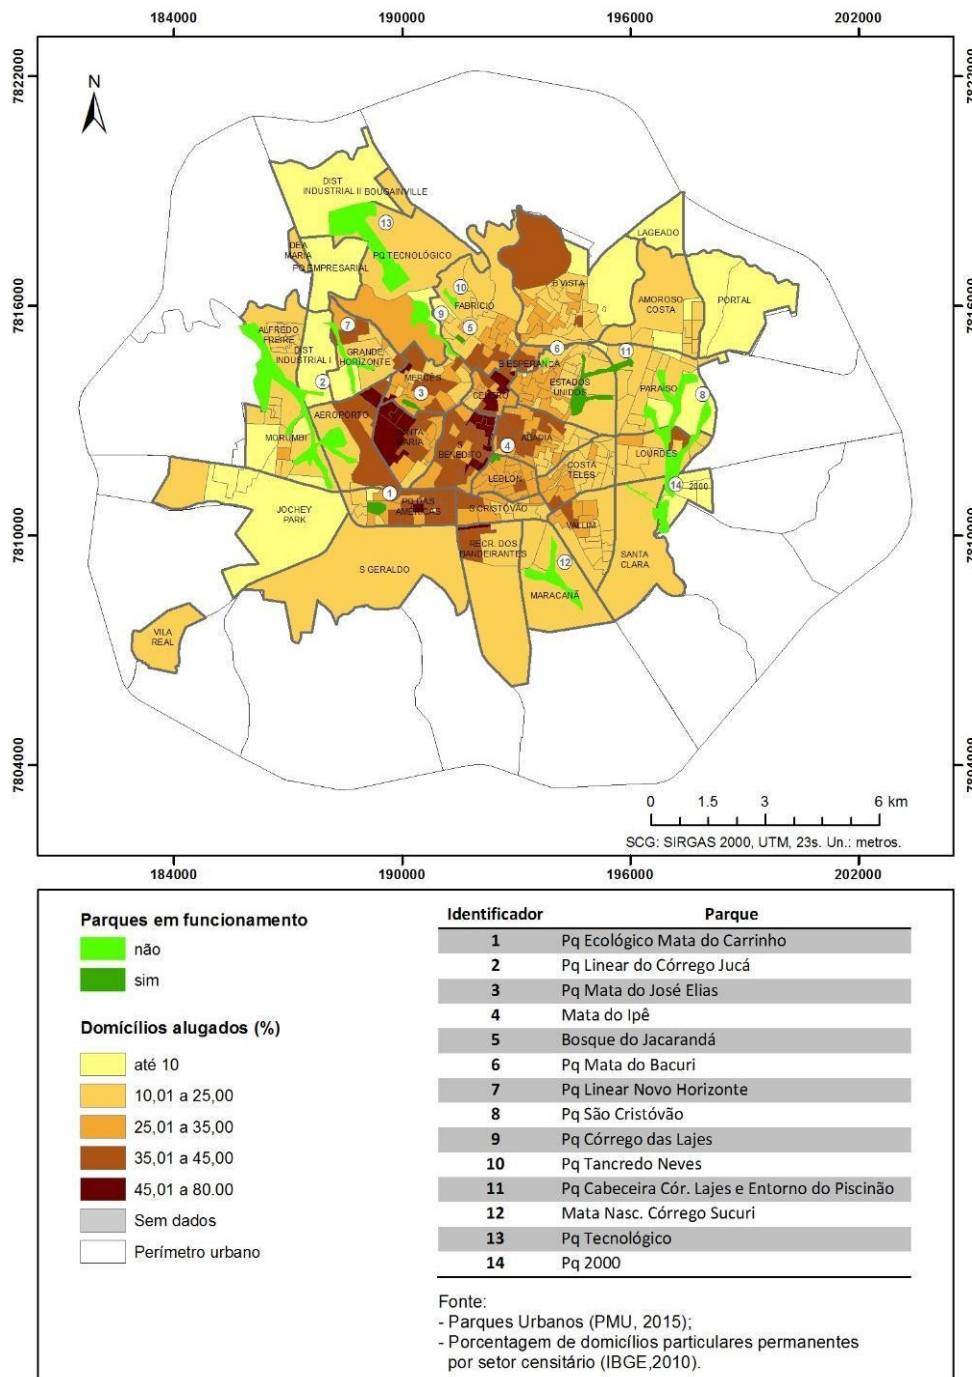 184000 190000 196000 202000
7822000 7822000
N
DIST
INDUSTRIAL II
BOUGAINVILLE
13
LAGEADO
DEA
MARIA
PQ TECNOLÓGICO
PQ EMPRESARIAL
B VISTA
10
FABRÍCIO
AMOROSO
COSTA
PORTAL
7816000 7816000
9
5
7
ALFREDO
FREIRE
DIST
INDUSTRIAL I
GRANDE
HORIZONTE
6
11
B ESPERANÇA
MERCÊS
2
3
CENTRO
ESTADOS
UNIDOS
PARAÍSO
8
AEROPORTO
MORUMBI
SANTA
MARIA
S
BENEDITO
4
ABADIA
LOURDES
COSTA
TELES
LEBLON
14
2000
1
PQ DAS
AMÉRICAS
S CRISTÓVÃO
JOCHEY
PARK
VALLIM
7810000 7810000
RECR. DOS
BANDEIRANTES
12
SANTA
CLARA
S GERALDO
MARACANÃ
VILA
REAL
7804000 7804000
0 1.5 3 6 km
SCG: SIRGAS 2000, UTM, 23s. Un.: metros.
184000 190000 196000 202000
Parques em funcionamento
não
sim
Domícílios alugados (%)
até 10
10,01 a 25,00
25,01 a 35,00
35,01 a 45,00
45,01 a 80.00
Sem dados
Perímetro urbano
Identificador Parque
1 Pq Ecológico Mata do Carrinho
2 Pq Linear do Córrego Jucá
3 Pq Mata do José Elias
4 Mata do Ipê
5 Bosque do Jacarandá
6 Pq Mata do Bacuri
7 Pq Linear Novo Horizonte
8 Pq São Cristóvão
9 Pq Córrego das Lajes
10 Pq Tancredo Neves
11 Pq Cabeceira Cór. Lajes e Entorno do Piscinão
12 Mata Nasc. Córrego Sucuri
13 Pq Tecnológico
14 Pq 2000
Fonte:
- Parques Urbanos (PMU, 2015);
- Porcentagem de domicílios particulares permanentes
por setor censitário (IBGE,2010).